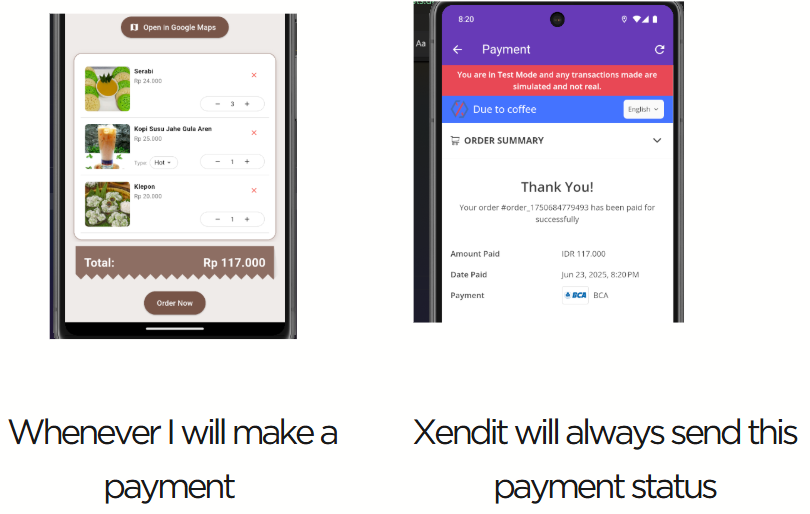 Open in Google Maps
Serabi
Rp 24.000
3
Kopi Susu Jahe Gula Aren
Rp 25.000
Type
Hot
1
Klepon
Rp 20.000
1
Total: Rp 117.000
Order Now
Aa
8:20
Payment
You are in Test Mode and any transactions made are
simulated and not real.
Due to coffee
English
ORDER SUMMARY
Thank You!
Your order #order_1750684779493 has been paid for
successfully
Amount Paid IDR 117.000
Date Paid Jun 23, 2025, 8:20 PM
Payment BCA BCA
Whenever I will make a
payment
Xendit will always send this
payment status